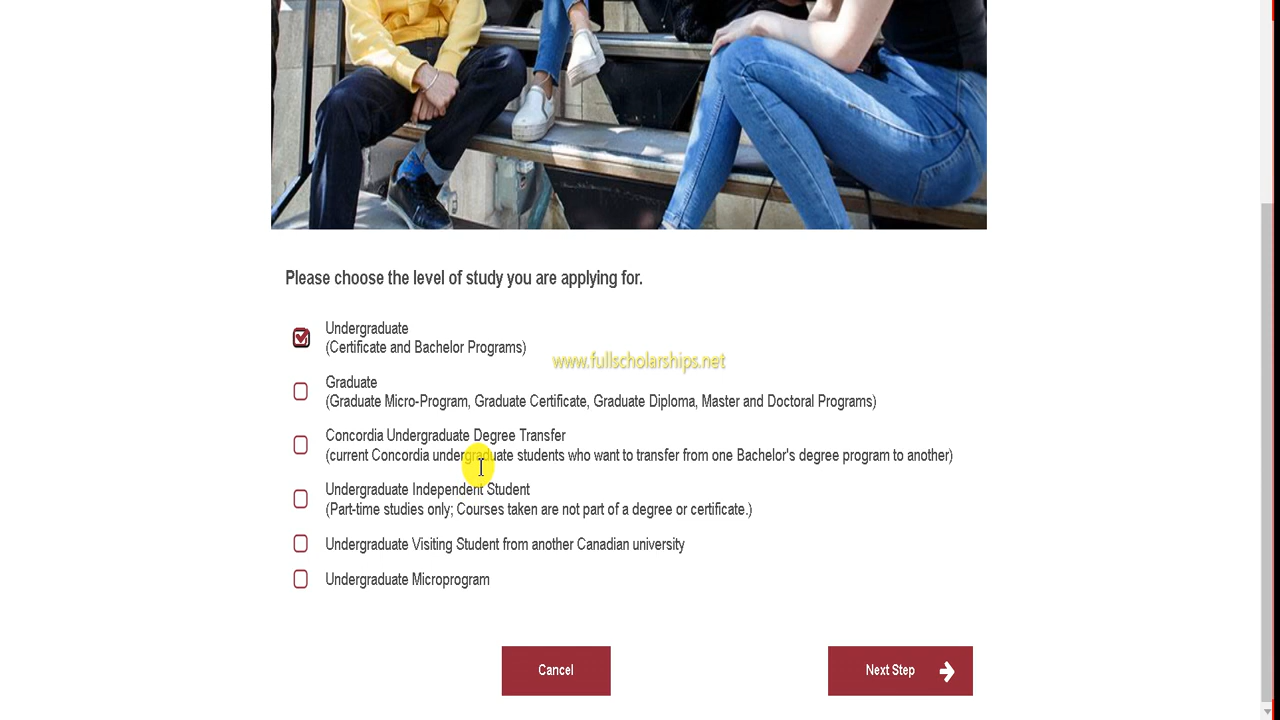 Please choose the level of study you are applying for.
Undergraduate
(Certificate and Bachelor Programs)
www.fullscholarships.net
Graduate
(Graduate Micro-Program, Graduate Certificate, Graduate Diploma, Master and Doctoral Programs)
Concordia Undergraduate Degree Transfer
(current Concordia undergraduate students who want to transfer from one Bachelor's degree program to another)
Undergraduate Independent Student
(Part-time studies only; Courses taken are not part of a degree or certificate.)
Undergraduate Visiting Student from another Canadian university
Undergraduate Microprogram
Cancel
Next Step